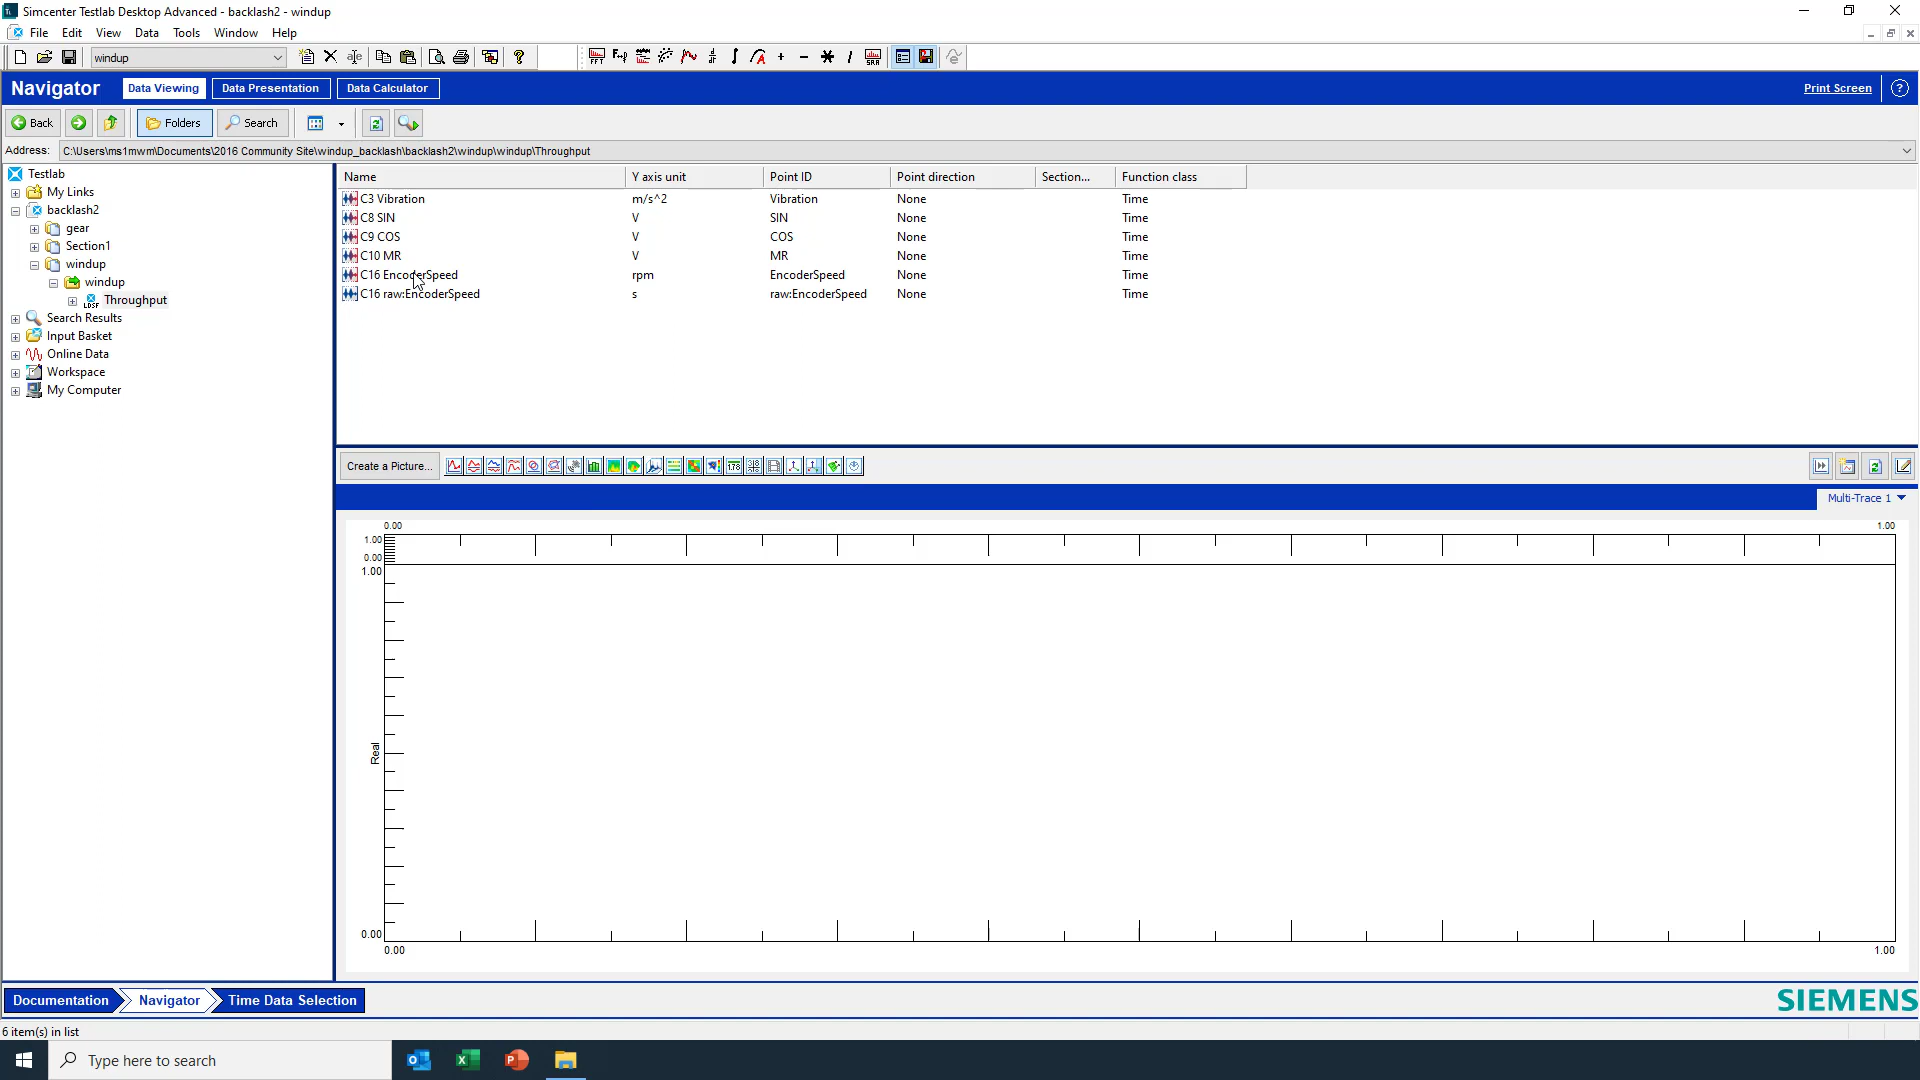 Simcenter Testlab Desktop Advanced - backlash2 - windup
File Edit View Data Tools Window Help
windup
Navigator Data Viewing Data Presentation Data Calculator Print Screen
Back Folders Search
Address: C:\Users\ms1mwm\Documents\2016 Community Site\windup_backlash\backlash2\windup\windup\Throughput
Testlab
My Links
backlash2
gear
Section1
windup
windup
Throughput
Search Results
Input Basket
Online Data
Workspace
My Computer
Name Y axis unit Point ID Point direction Section... Function class
C3 Vibration m/s^2 Vibration None Time
C8 SIN V SIN None Time
C9 COS V COS None Time
C10 MR V MR None Time
C16 EncoderSpeed rpm EncoderSpeed None Time
C16 raw:EncoderSpeed s raw:EncoderSpeed None Time
Create a Picture...
Multi-Trace 1
0.00 1.00
1.00
0.00
1.00
Real
0.00
0.00 1.00
Documentation Navigator Time Data Selection SIEMENS
6 item(s) in list
Type here to search